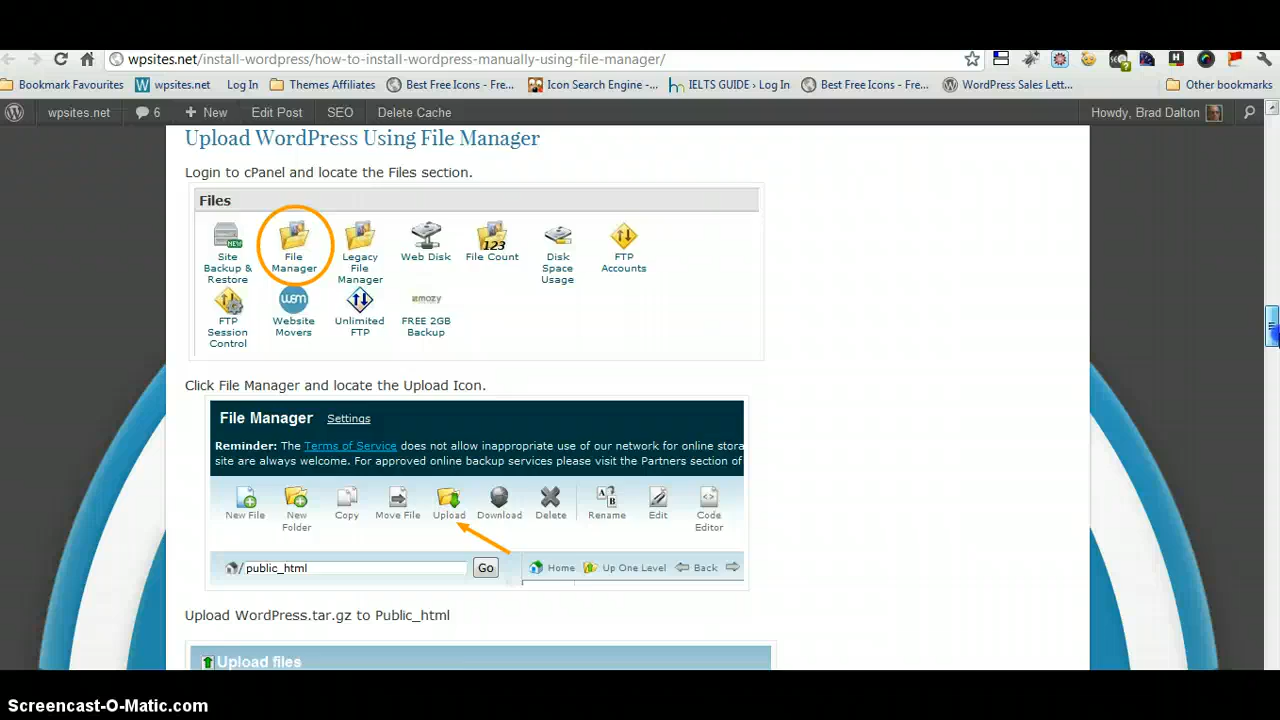 wpsites.net/install-wordpress/how-to-install-wordpress-manually-using-file-manager/
Bookmark Favourites wpsites.net Log In Themes Affiliates Best Free Icons - Fre... Icon Search Engine -... IELTS GUIDE › Log In Best Free Icons - Fre... WordPress Sales Lett... Other bookmarks
wpsites.net 6 + New Edit Post SEO Delete Cache Howdy, Brad Dalton
Upload WordPress Using File Manager
Login to cPanel and locate the Files section.
Files
Site Backup & Restore
NEW
File Manager
Legacy File Manager
Web Disk
123
File Count
Disk Space Usage
FTP Accounts
FTP Session Control
wsm
Website Movers
Unlimited FTP
mozy
FREE 2GB Backup
Click File Manager and locate the Upload Icon.
File Manager Settings
Reminder: The Terms of Service does not allow inappropriate use of our network for online stora
site are always welcome. For approved online backup services please visit the Partners section of
New File
New Folder
Copy
Move File
Upload
Download
Delete
A B
Rename
Edit
Code Editor
/ public_html Go Home Up One Level Back
Upload WordPress.tar.gz to Public_html
Upload files
Screencast-O-Matic.com